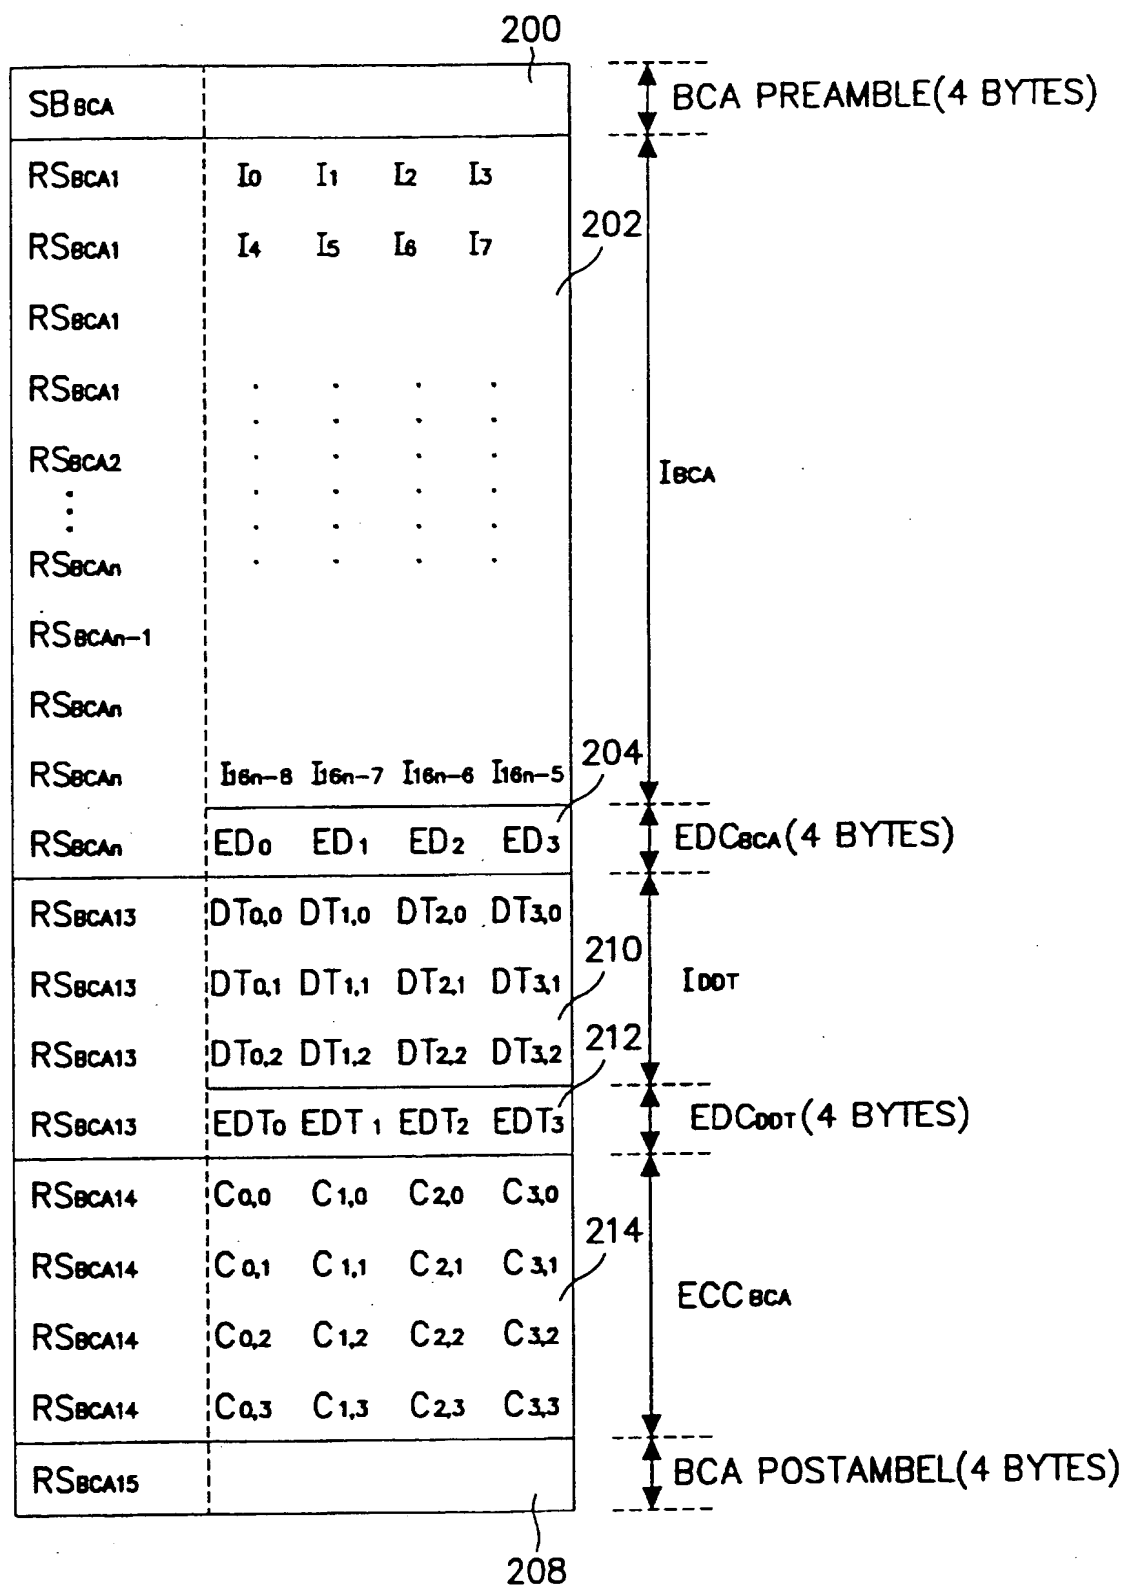 200
SBBCA BCA PREAMBLE(4 BYTES)
RSBCA1 I0 I1 I2 I3
202
RSBCA1 I4 I5 I6 I7
RSBCA1
RSBCA1 . . . .
. . . .
RSBCA2 . . . .
IBCA
. . . .
. . . .
RSBCAn . . . .
RSBCAn-1
RSBCAn
204
RSBCAn I16n-8 I16n-7 I16n-6 I16n-5
RSBCAn ED0 ED1 ED2 ED3 EDCBCA(4 BYTES)
RSBCA13 DT0,0 DT1,0 DT2,0 DT3,0
210
RSBCA13 DT0,1 DT1,1 DT2,1 DT3,1 IDDT
212
RSBCA13 DT0,2 DT1,2 DT2,2 DT3,2
RSBCA13 EDT0 EDT1 EDT2 EDT3 EDCDDT(4 BYTES)
RSBCA14 C0,0 C1,0 C2,0 C3,0
214
RSBCA14 C0,1 C1,1 C2,1 C3,1
ECCBCA
RSBCA14 C0,2 C1,2 C2,2 C3,2
RSBCA14 C0,3 C1,3 C2,3 C3,3
RSBCA15 BCA POSTAMBEL(4 BYTES)
208